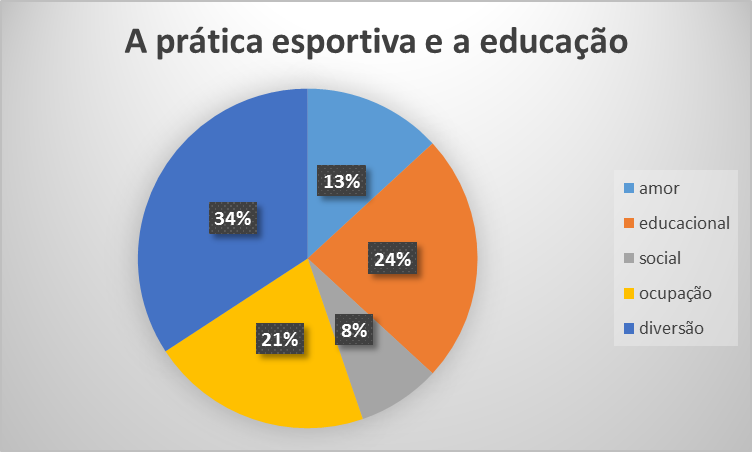 A prática esportiva e a educação
13%
24%
8%
21%
34%
amor
educacional
social
ocupação
diversão